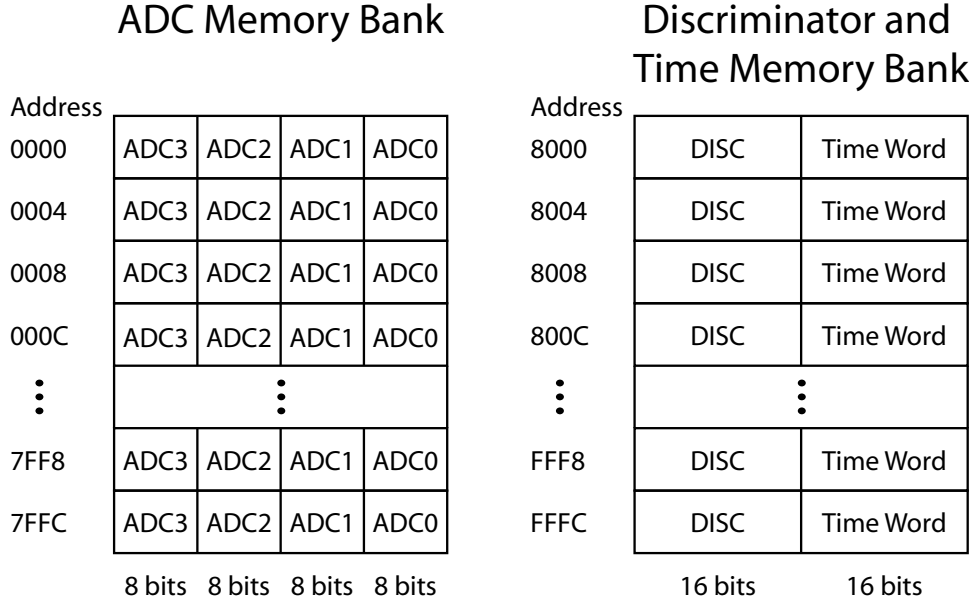 ADC Memory Bank
Address
0000 ADC3 ADC2 ADC1 ADC0
0004 ADC3 ADC2 ADC1 ADC0
0008 ADC3 ADC2 ADC1 ADC0
000C ADC3 ADC2 ADC1 ADC0
7FF8 ADC3 ADC2 ADC1 ADC0
7FFC ADC3 ADC2 ADC1 ADC0
8 bits 8 bits 8 bits 8 bits
Discriminator and
Time Memory Bank
Address
8000 DISC Time Word
8004 DISC Time Word
8008 DISC Time Word
800C DISC Time Word
FFF8 DISC Time Word
FFFC DISC Time Word
16 bits 16 bits